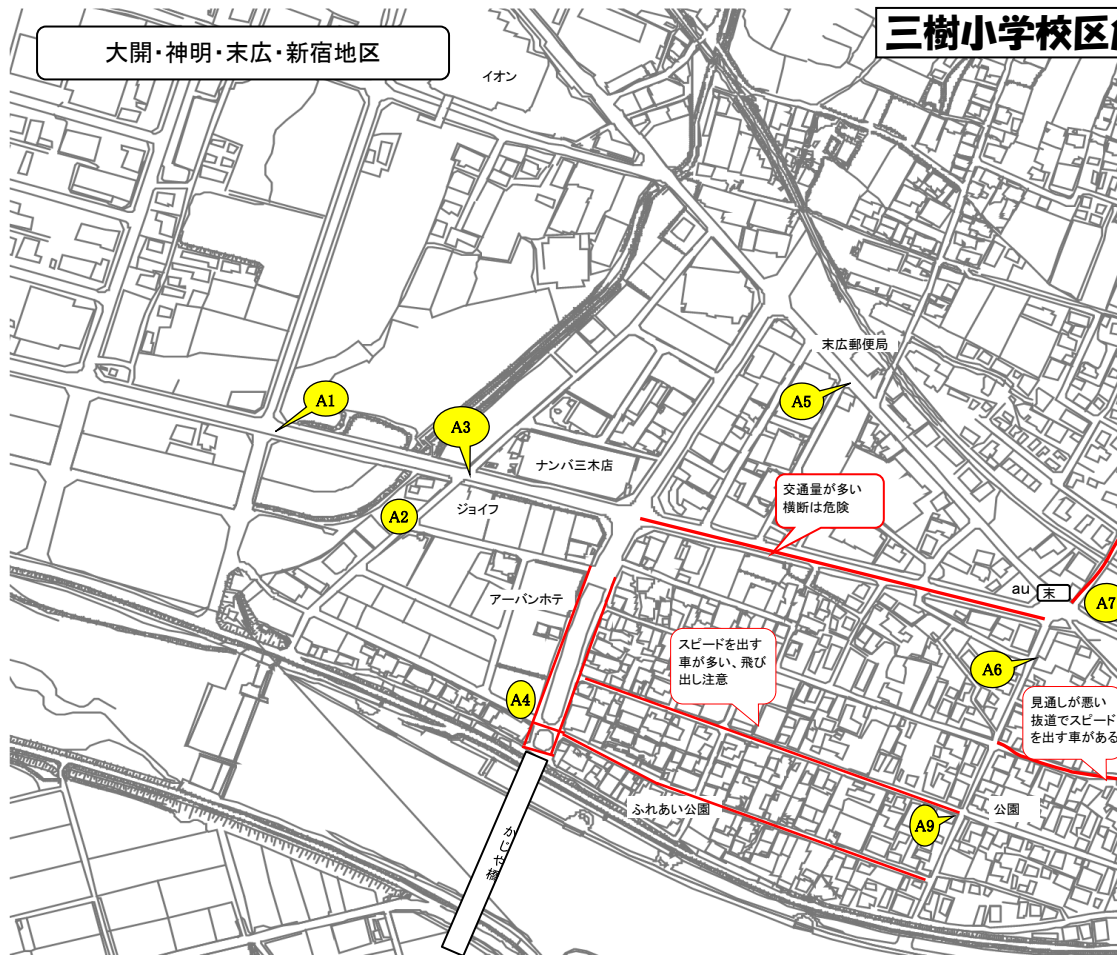 大開・神明・末広・新宿地区
三樹小学校区
イオン
末広郵便局
A1
A3
A5
ナンバ三木店
ジョイフ
A2
交通量が多い
横断は危険
アーバンホテ
au
末
A7
スピードを出す
車が多い、飛び
出し注意
A6
A4
見通しが悪い
抜道でスピード
を出す車がある
ふれあい公園
公園
A9
かじや橋